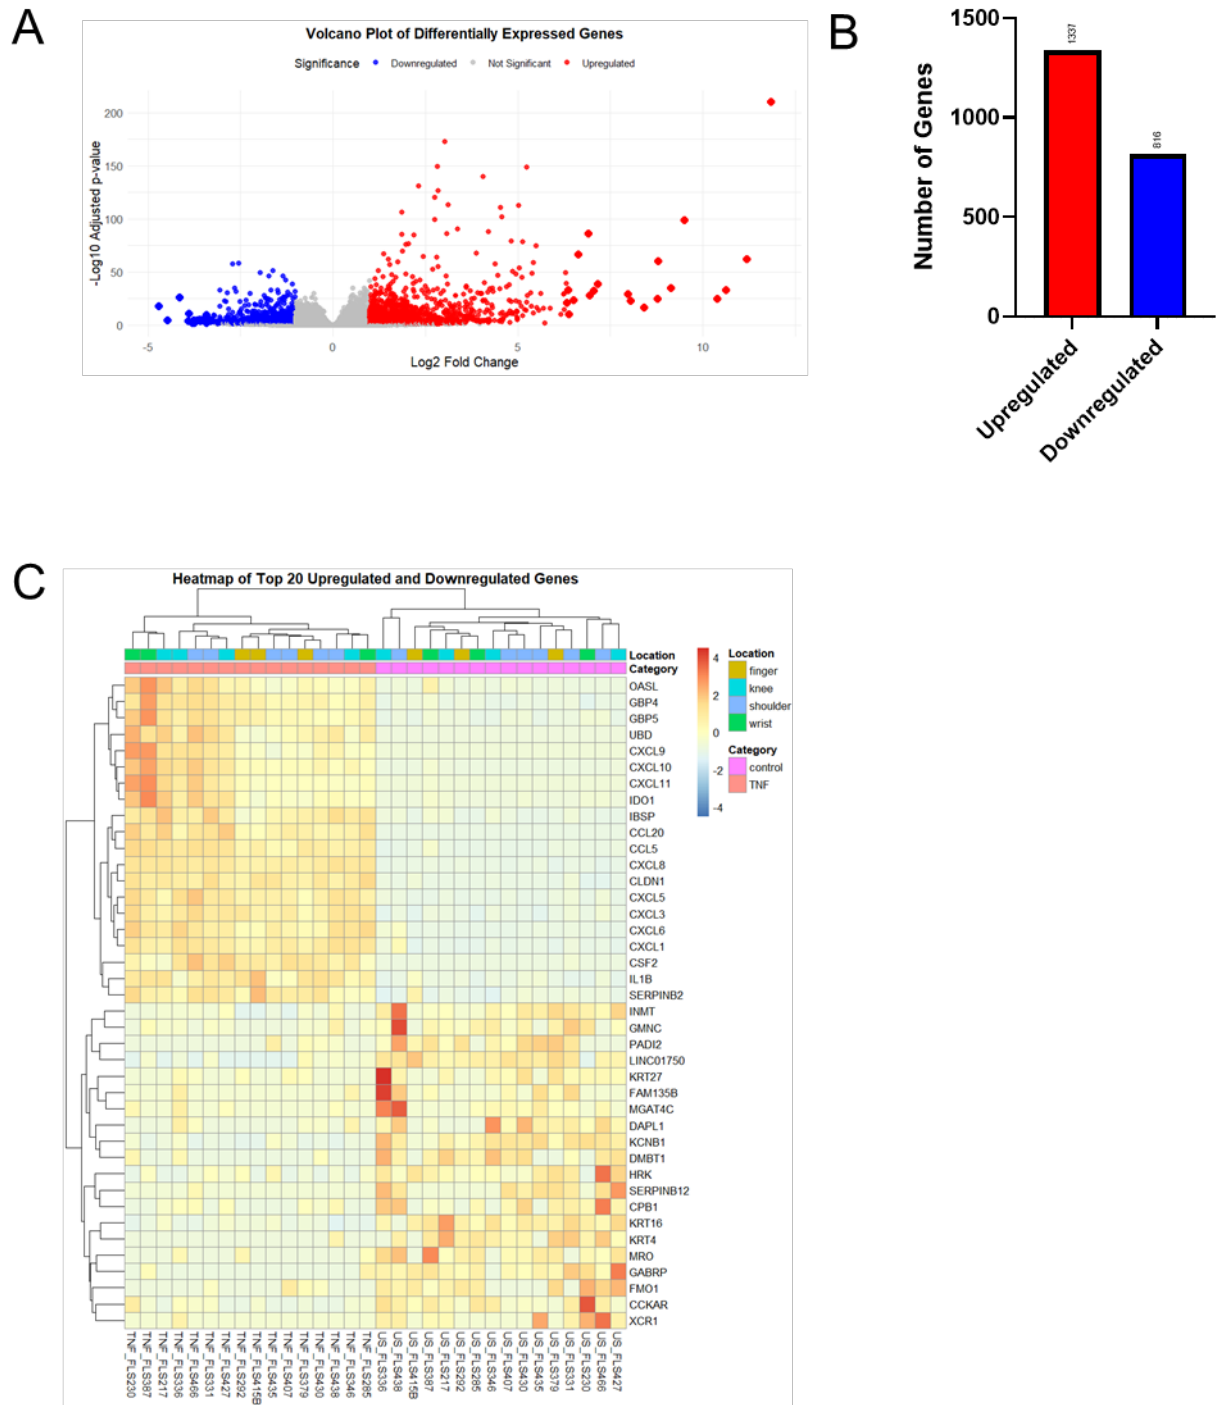 A
Volcano Plot of Differentially Expressed Genes
Significance Downregulated Not Significant Upregulated
200
150
100
50
0
-Log10 Adjusted p-value
-5 0 5 10
Log2 Fold Change
B
1500
1000
500
0
Number of Genes
1337
816
Upregulated
Downregulated
C
Heatmap of Top 20 Upregulated and Downregulated Genes
Location
Category
OASL
GBP4
GBP5
UBD
CXCL9
CXCL10
CXCL11
IDO1
IBSP
CCL20
CCL5
CXCL8
CLDN1
CXCL5
CXCL3
CXCL6
CXCL1
CSF2
IL1B
SERPINB2
INMT
GMNC
PADI2
LINC01750
KRT27
FAM135B
MGAT4C
DAPL1
KCNB1
DMBT1
HRK
SERPINB12
CPB1
KRT16
KRT4
MRO
GABRP
FMO1
CCKAR
XCR1
4
2
0
-2
-4
Location
finger
knee
shoulder
wrist
Category
control
TNF
TNF_FLS230
TNF_FLS387
TNF_FLS217
TNF_FLS336
TNF_FLS466
TNF_FLS331
TNF_FLS427
TNF_FLS292
TNF_FLS415B
TNF_FLS435
TNF_FLS407
TNF_FLS379
TNF_FLS430
TNF_FLS438
TNF_FLS346
TNF_FLS285
US_FLS336
US_FLS438
US_FLS415B
US_FLS387
US_FLS217
US_FLS292
US_FLS285
US_FLS346
US_FLS407
US_FLS430
US_FLS435
US_FLS379
US_FLS331
US_FLS230
US_FLS466
US_FLS427